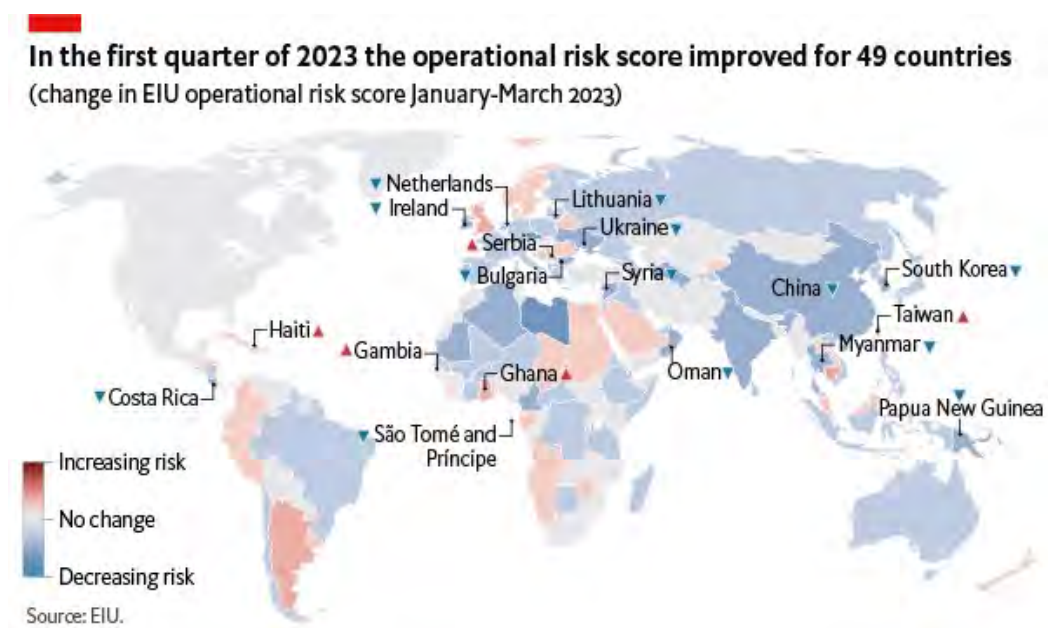 In the first quarter of 2023 the operational risk score improved for 49 countries
(change in EIU operational risk score January-March 2023)
Netherlands
Ireland
Lithuania
Ukraine
Serbia
Bulgaria
Syria
South Korea
China
Taiwan
Haiti
Myanmar
Gambia
Ghana
Oman
Costa Rica
Papua New Guinea
São Tomé and
Príncipe
Increasing risk
No change
Decreasing risk
Source: EIU.